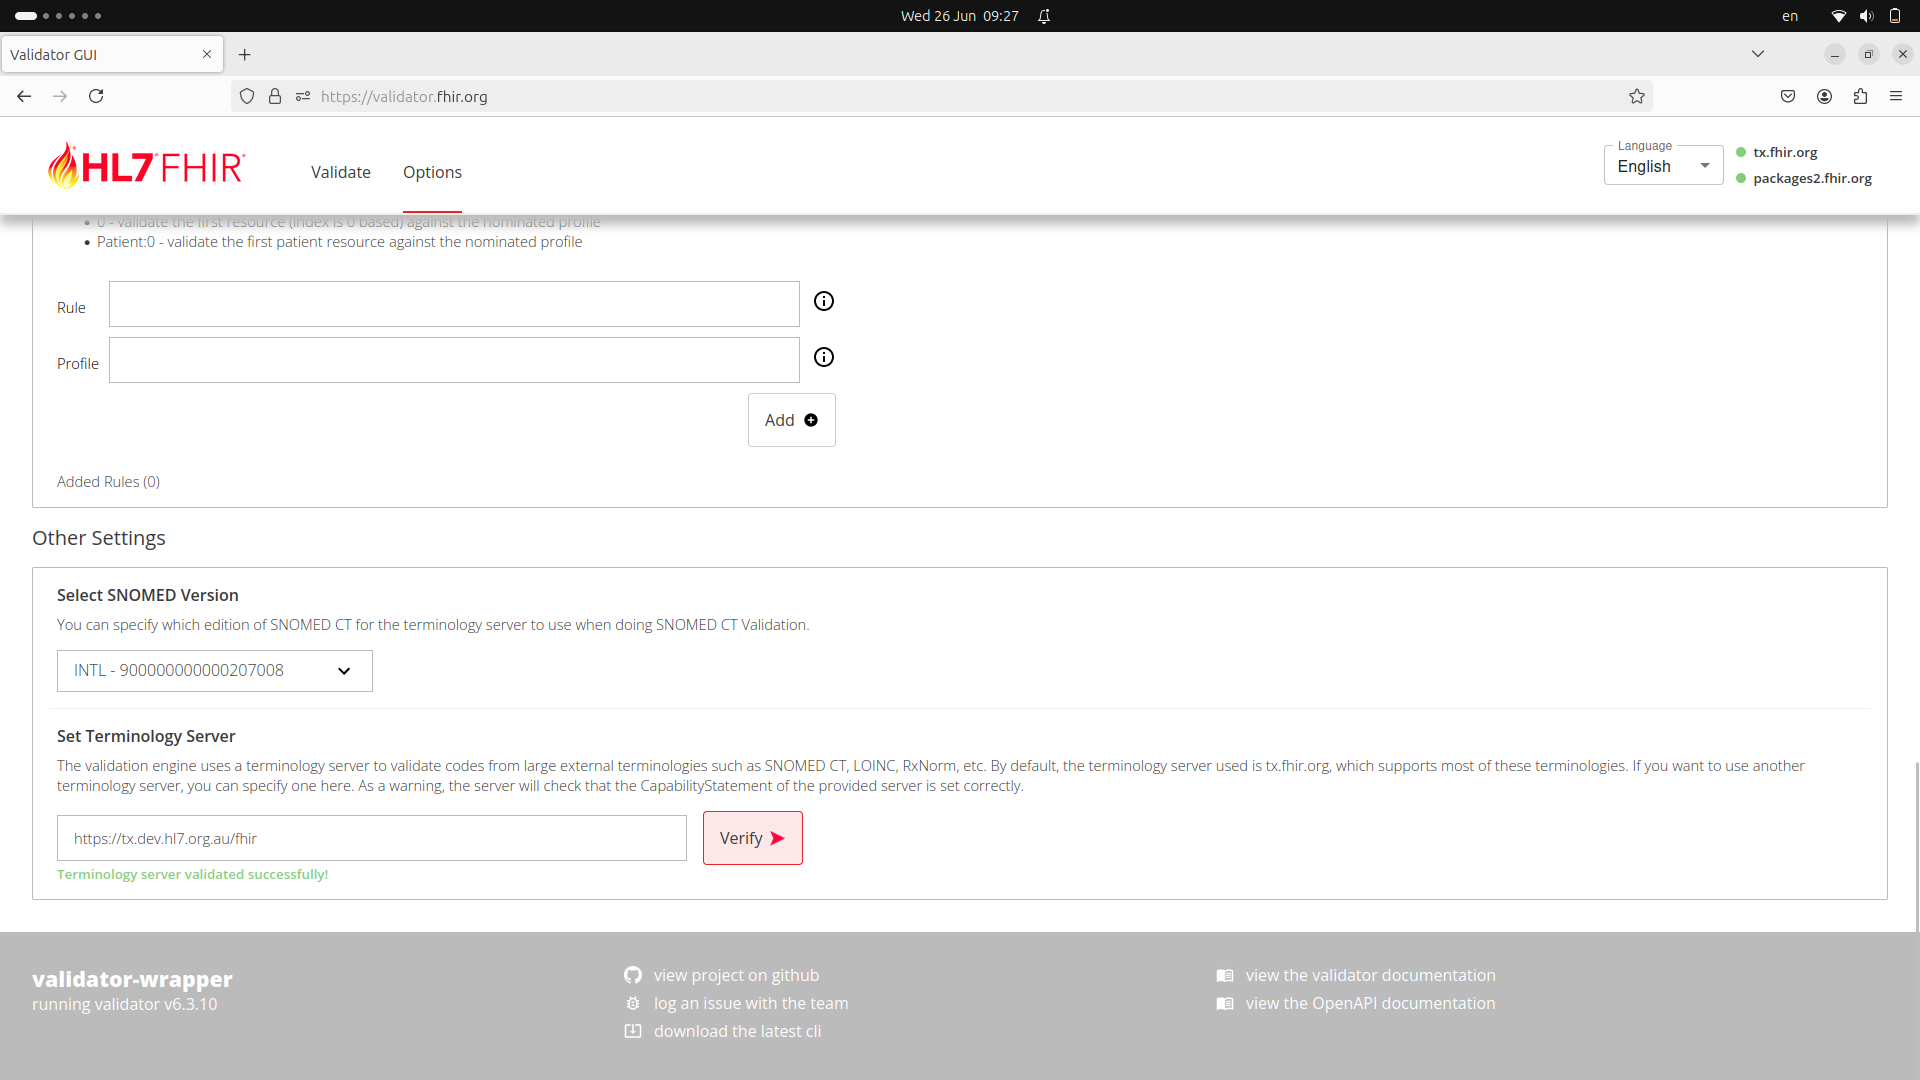 Wed 26 Jun 09:27
en
Validator GUI
https://validator.fhir.org
HL7 FHIR
Validate
Options
Language
English
tx.fhir.org
packages2.fhir.org
0 - validate the first resource (index is 0 based) against the nominated profile
Patient:0 - validate the first patient resource against the nominated profile
Rule
Profile
Add
Added Rules (0)
Other Settings
Select SNOMED Version
You can specify which edition of SNOMED CT for the terminology server to use when doing SNOMED CT Validation.
INTL - 900000000000207008
Set Terminology Server
The validation engine uses a terminology server to validate codes from large external terminologies such as SNOMED CT, LOINC, RxNorm, etc. By default, the terminology server used is tx.fhir.org, which supports most of these terminologies. If you want to use another
terminology server, you can specify one here. As a warning, the server will check that the CapabilityStatement of the provided server is set correctly.
https://tx.dev.hl7.org.au/fhir
Verify
Terminology server validated successfully!
validator-wrapper
running validator v6.3.10
view project on github
log an issue with the team
download the latest cli
view the validator documentation
view the OpenAPI documentation